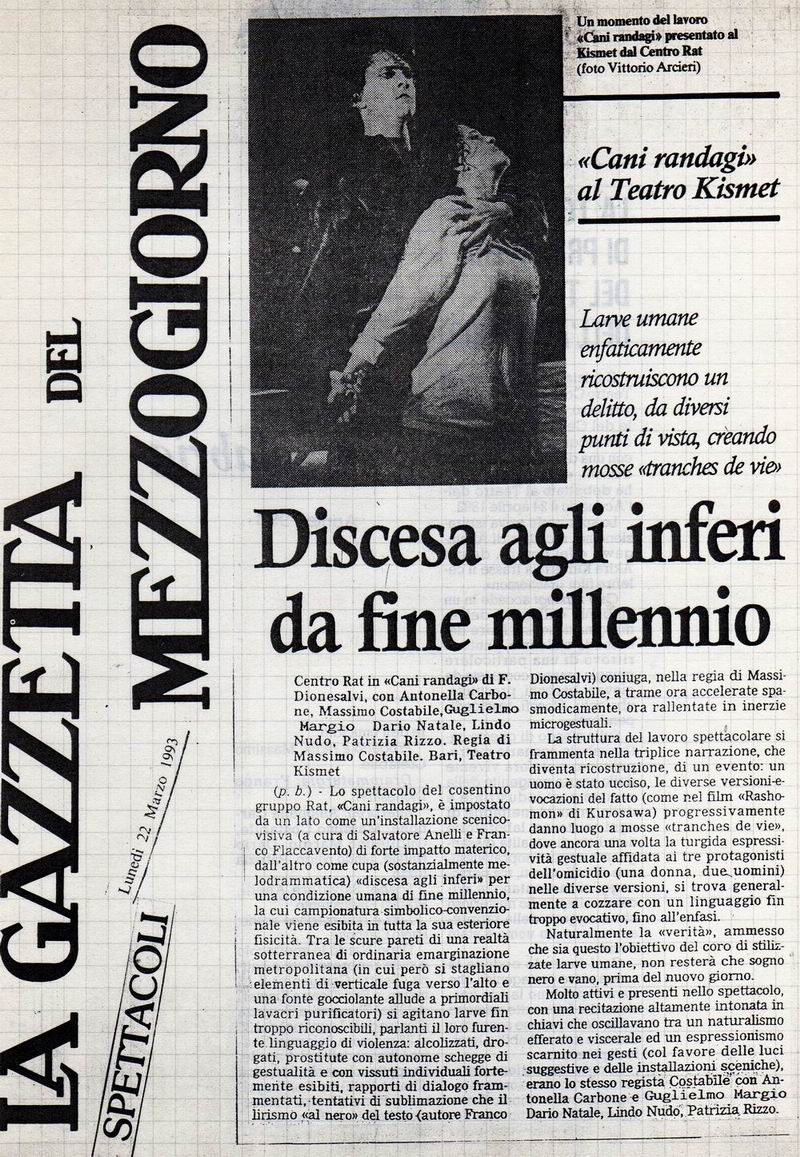 LA GAZZETTA DEL
MEZZOGIORNO
Lunedì 22 Marzo 1993
SPETTACOLI
Un momento del lavoro
«Cani randagi» presentato al
Kismet dal Centro Rat
(foto Vittorio Arcieri)
«Cani randagi»
al Teatro Kismet
Larve umane
enfaticamente
ricostruiscono un
delitto, da diversi
punti di vista, creando
mosse «tranches de vie»
Discesa agli inferi
da fine millennio
Centro Rat in «Cani randagi» di F.
Dionesalvi, con Antonella Carbo-
ne, Massimo Costabile, Guglielmo
Margio Dario Natale, Lindo
Nudo, Patrizia Rizzo. Regia di
Massimo Costabile. Bari, Teatro
Kismet
(p. b.) - Lo spettacolo del cosentino
gruppo Rat, «Cani randagi», è impostato
da un lato come un'installazione scenico-
visiva (a cura di Salvatore Anelli e Fran-
co Flaccavento) di forte impatto materico,
dall'altro come cupa (sostanzialmente me-
lodrammatica) «discesa agli inferi» per
una condizione umana di fine millennio,
la cui campionatura simbolico-convenzio-
nale viene esibita in tutta la sua esteriore
fisicità. Tra le scure pareti di una realtà
sotterranea di ordinaria emarginazione
metropolitana (in cui però si stagliano
elementi di verticale fuga verso l'alto e
una fonte gocciolante allude a primordiali
lavacri purificatori) si agitano larve fin
troppo riconoscibili, parlanti il loro furen-
te linguaggio di violenza: alcolizzati, dro-
gati, prostitute con autonome schegge di
gestualità e con vissuti individuali forte-
mente esibiti, rapporti di dialogo fram-
mentati, tentativi di sublimazione che il
lirismo «al nero» del testo (autore Franco
Dionesalvi) coniuga, nella regia di Massi-
mo Costabile, a trame ora accelerate spa-
smodicamente, ora rallentate in inerzie
microgestuali.
La struttura del lavoro spettacolare si
frammenta nella triplice narrazione, che
diventa ricostruzione, di un evento: un
uomo è stato ucciso, le diverse versioni-e-
vocazioni del fatto (come nel film «Rasho-
mon» di Kurosawa) progressivamente
danno luogo a mosse «tranches de vie»,
dove ancora una volta la turgida espressi-
vità gestuale affidata ai tre protagonisti
dell'omicidio (una donna, due uomini)
nelle diverse versioni, si trova general-
mente a cozzare con un linguaggio fin
troppo evocativo, fino all'enfasi.
Naturalmente la «verità», ammesso
che sia questo l'obiettivo del coro di stiliz-
zate larve umane, non resterà che sogno
nero e vano, prima del nuovo giorno.
Molto attivi e presenti nello spettacolo,
con una recitazione altamente intonata in
chiavi che oscillavano tra un naturalismo
efferato e viscerale ed un espressionismo
scarnito nei gesti (col favore delle luci
suggestive e delle installazioni sceniche),
erano lo stesso regista Costabile con An-
tonella Carbone e Guglielmo Margio
Dario Natale, Lindo Nudo, Patrizia Rizzo.